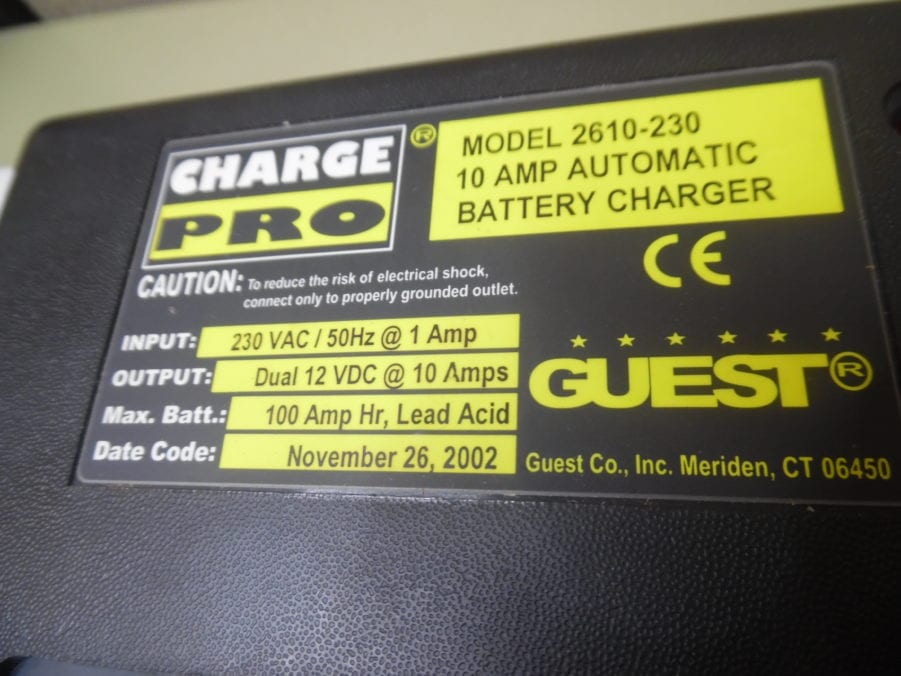 CHARGE
PRO®
MODEL 2610-230
10 AMP AUTOMATIC
BATTERY CHARGER
CE
CAUTION: To reduce the risk of electrical shock,
connect only to properly grounded outlet.
INPUT: 230 VAC / 50Hz @ 1 Amp
OUTPUT: Dual 12 VDC @ 10 Amps
Max. Batt.: 100 Amp Hr, Lead Acid
Date Code: November 26, 2002
GUEST®
Guest Co., Inc. Meriden, CT 06450